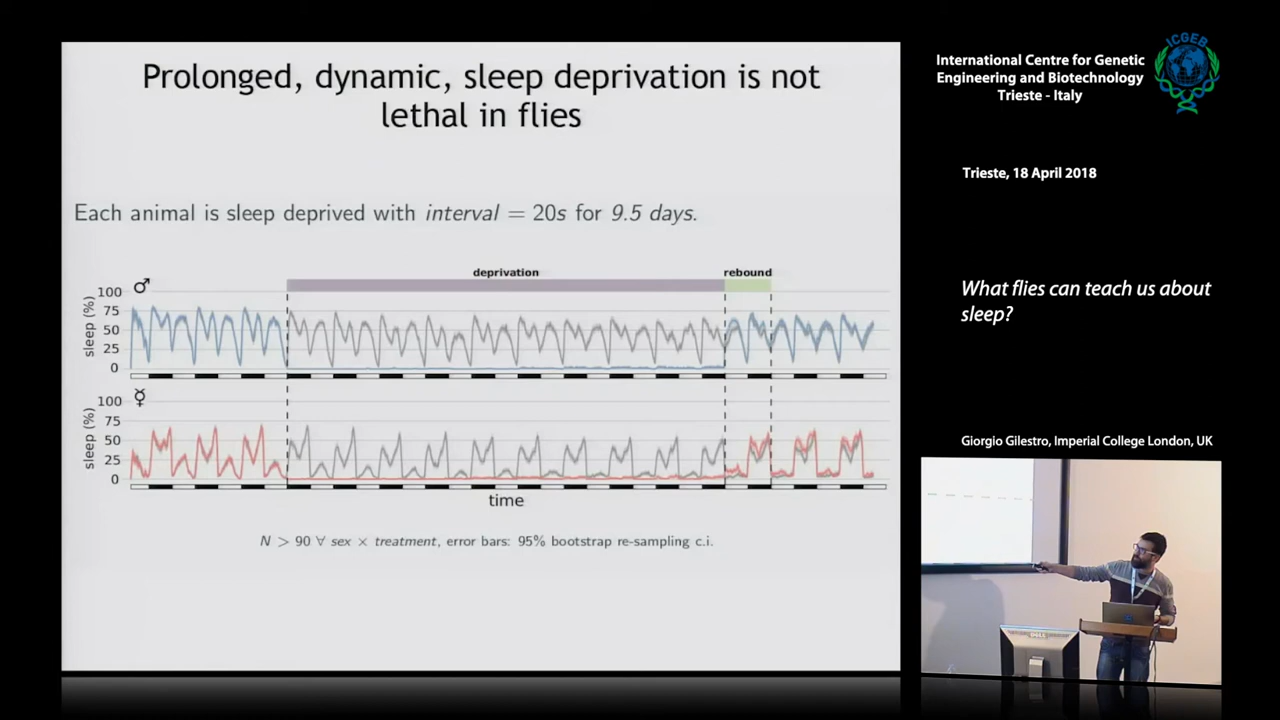 Prolonged, dynamic, sleep deprivation is not
lethal in flies
Each animal is sleep deprived with interval = 20s for 9.5 days.
deprivation
rebound
♂
100
75
50
25
0
sleep (%)
☿
100
75
50
25
0
sleep (%)
time
N > 90 ∀ sex × treatment, error bars: 95% bootstrap re-sampling c.i.
ICGEB
International Centre for Genetic
Engineering and Biotechnology
Trieste - Italy
Trieste, 18 April 2018
What flies can teach us about
sleep?
Giorgio Gilestro, Imperial College London, UK
DELL